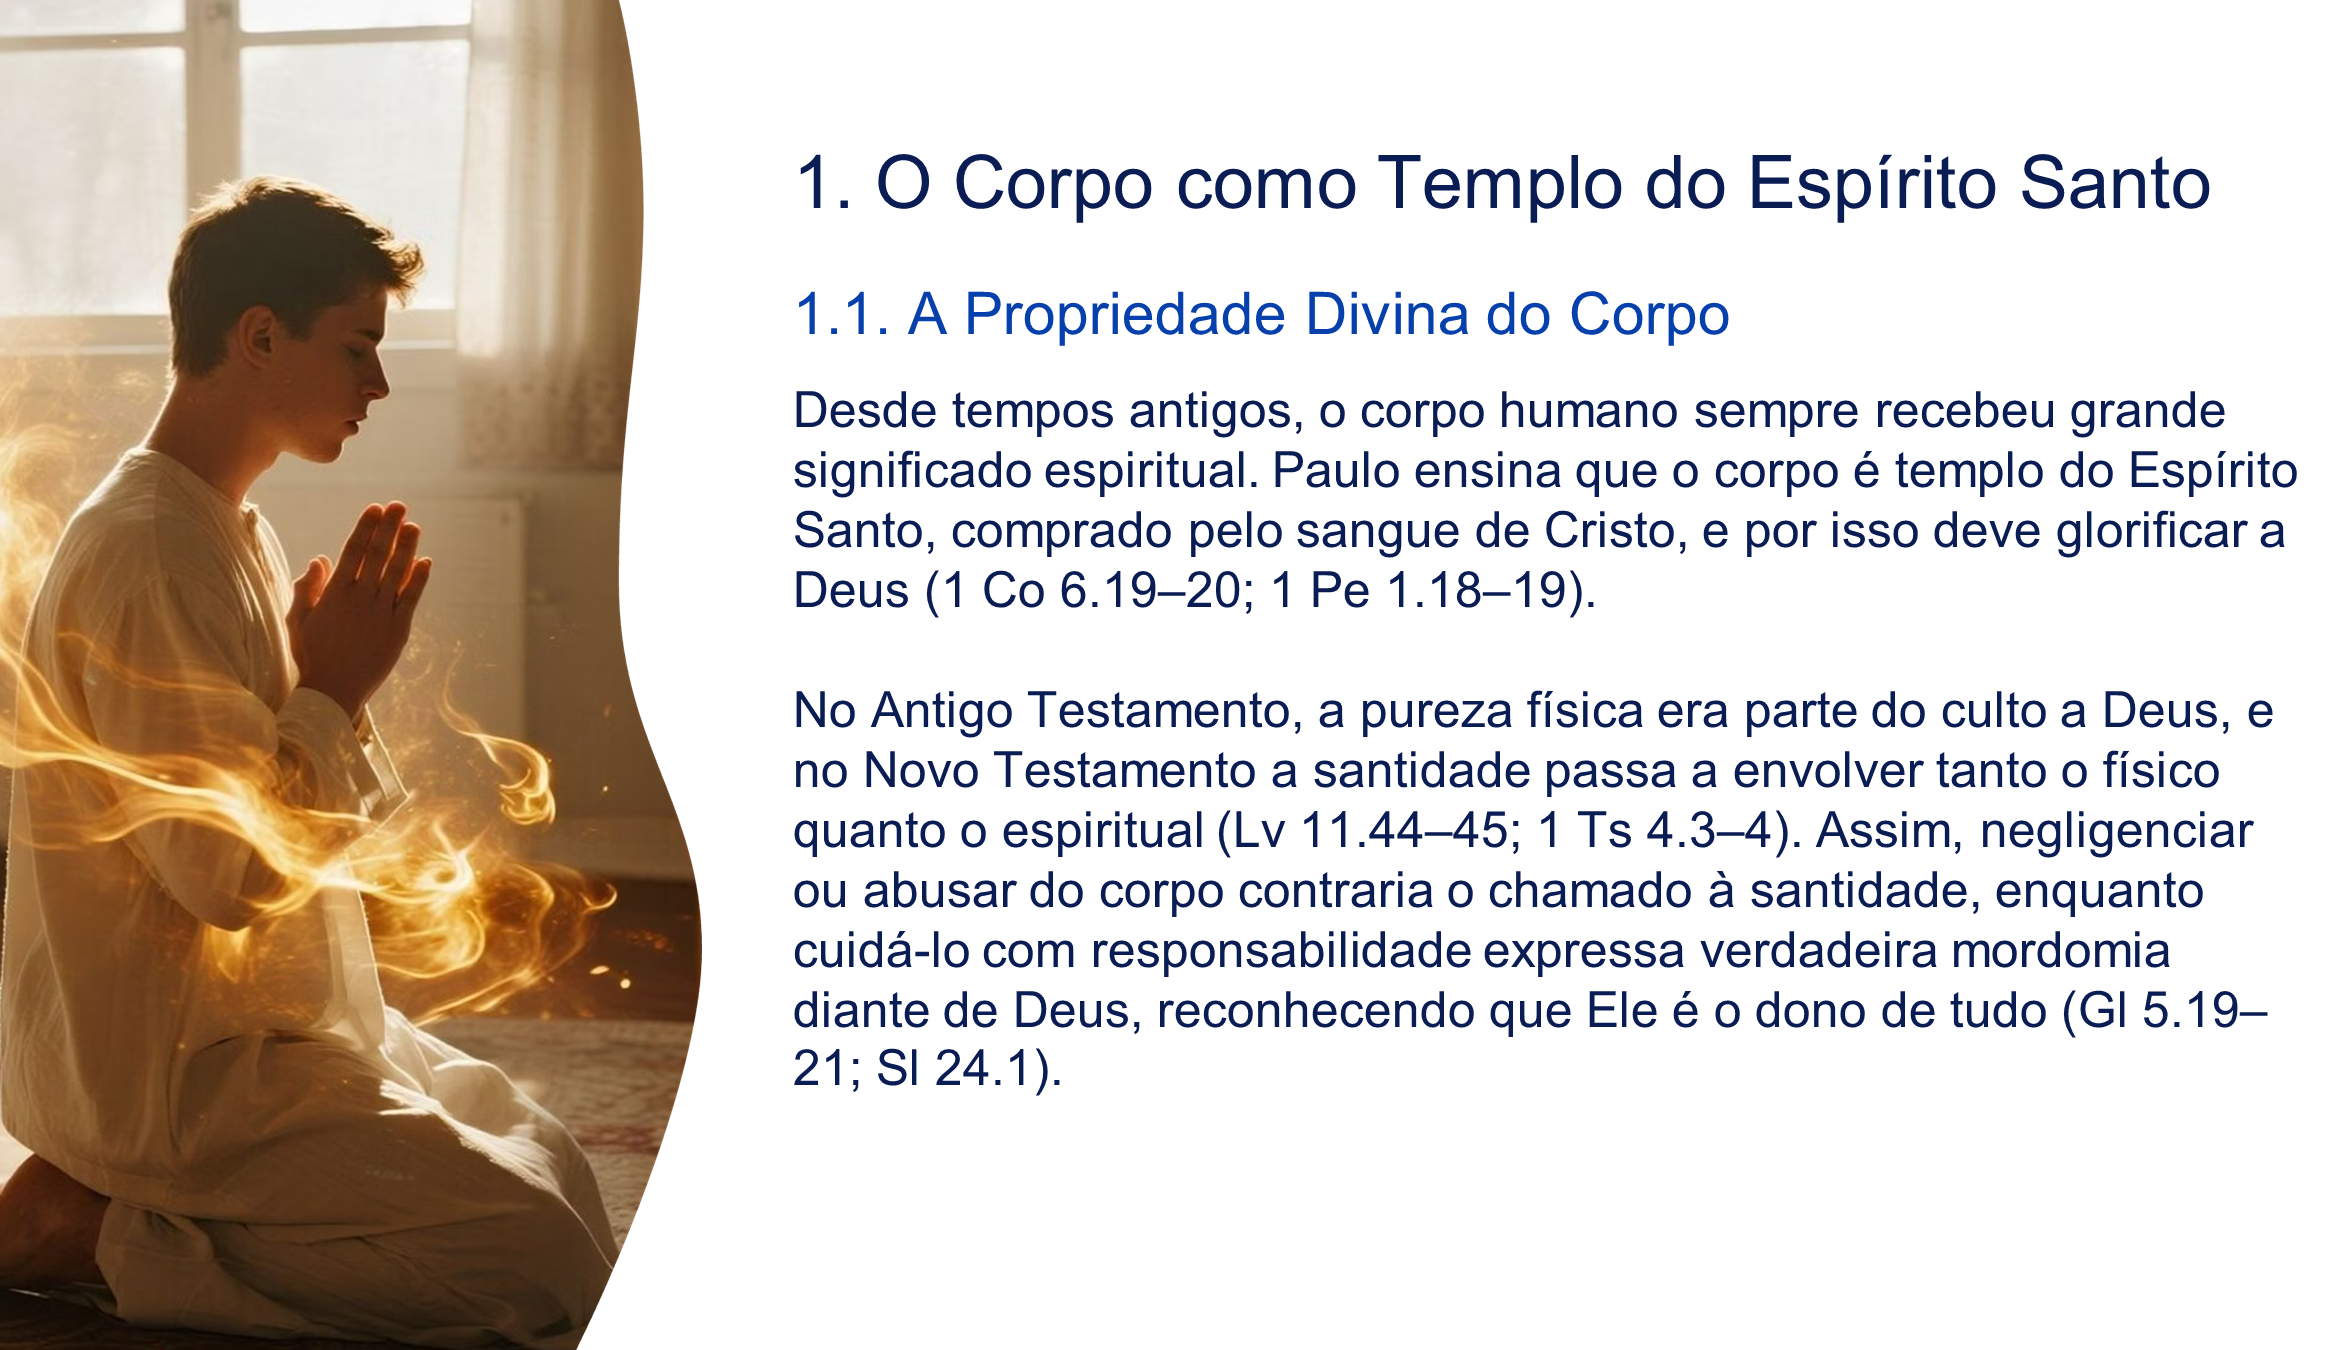 1. O Corpo como Templo do Espírito Santo
1.1. A Propriedade Divina do Corpo
Desde tempos antigos, o corpo humano sempre recebeu grande
significado espiritual. Paulo ensina que o corpo é templo do Espírito
Santo, comprado pelo sangue de Cristo, e por isso deve glorificar a
Deus (1 Co 6.19–20; 1 Pe 1.18–19).
No Antigo Testamento, a pureza física era parte do culto a Deus, e
no Novo Testamento a santidade passa a envolver tanto o físico
quanto o espiritual (Lv 11.44–45; 1 Ts 4.3–4). Assim, negligenciar
ou abusar do corpo contraria o chamado à santidade, enquanto
cuidá-lo com responsabilidade expressa verdadeira mordomia
diante de Deus, reconhecendo que Ele é o dono de tudo (Gl 5.19–
21; Sl 24.1).